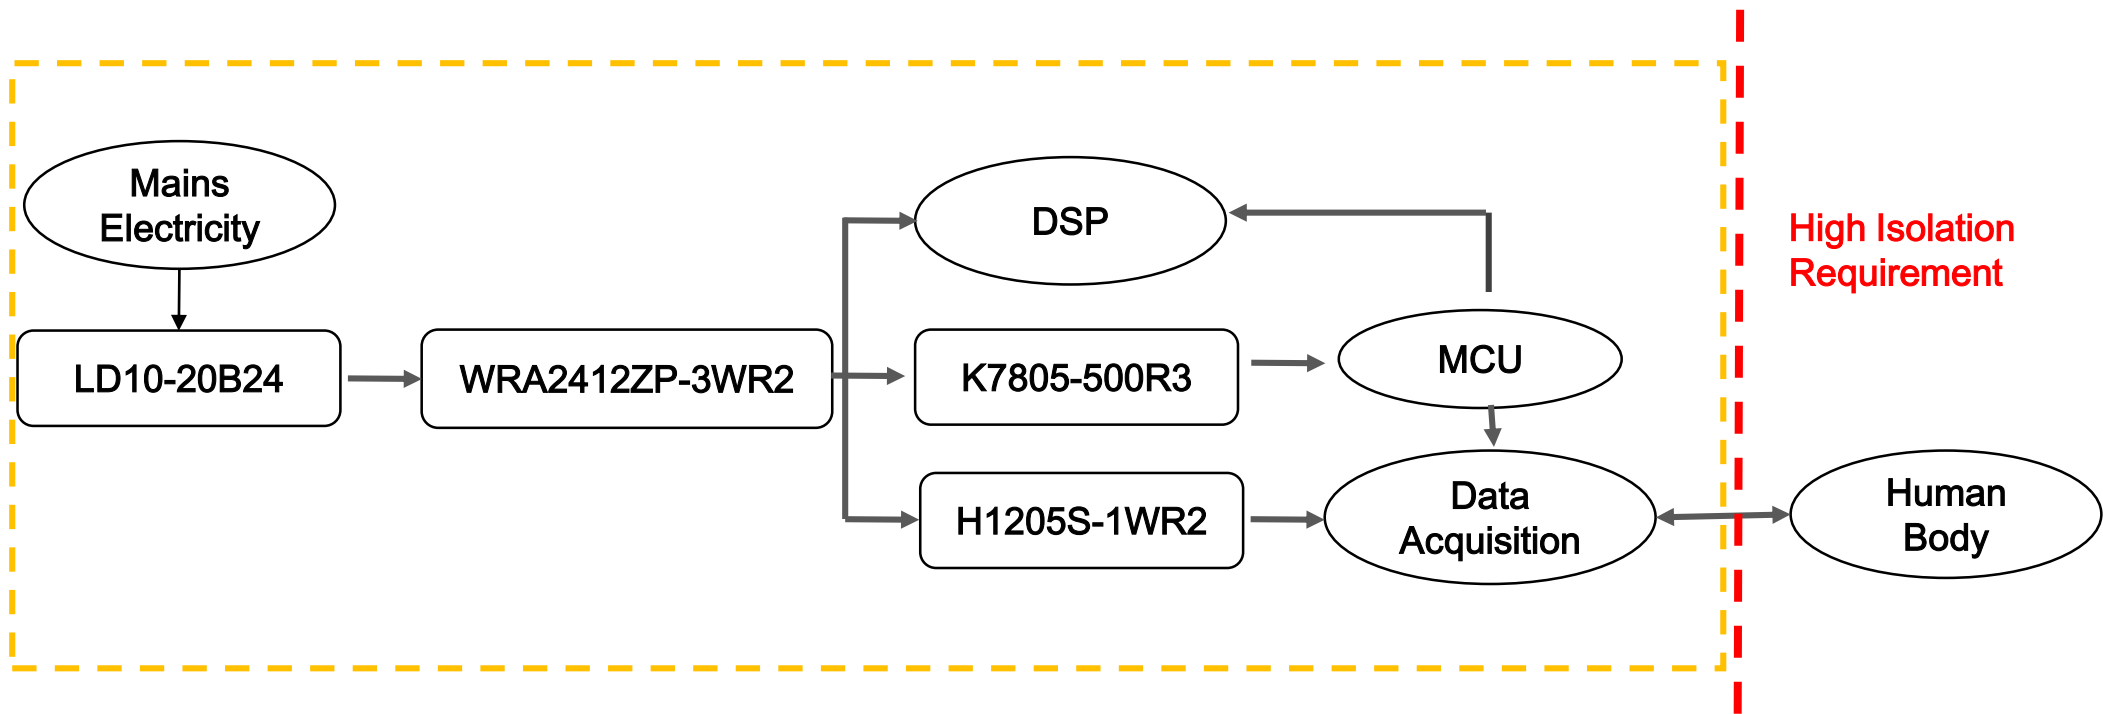 Mains
Electricity
DSP
High Isolation
Requirement
LD10-20B24
WRA2412ZP-3WR2
K7805-500R3
MCU
H1205S-1WR2
Data
Acquisition
Human
Body